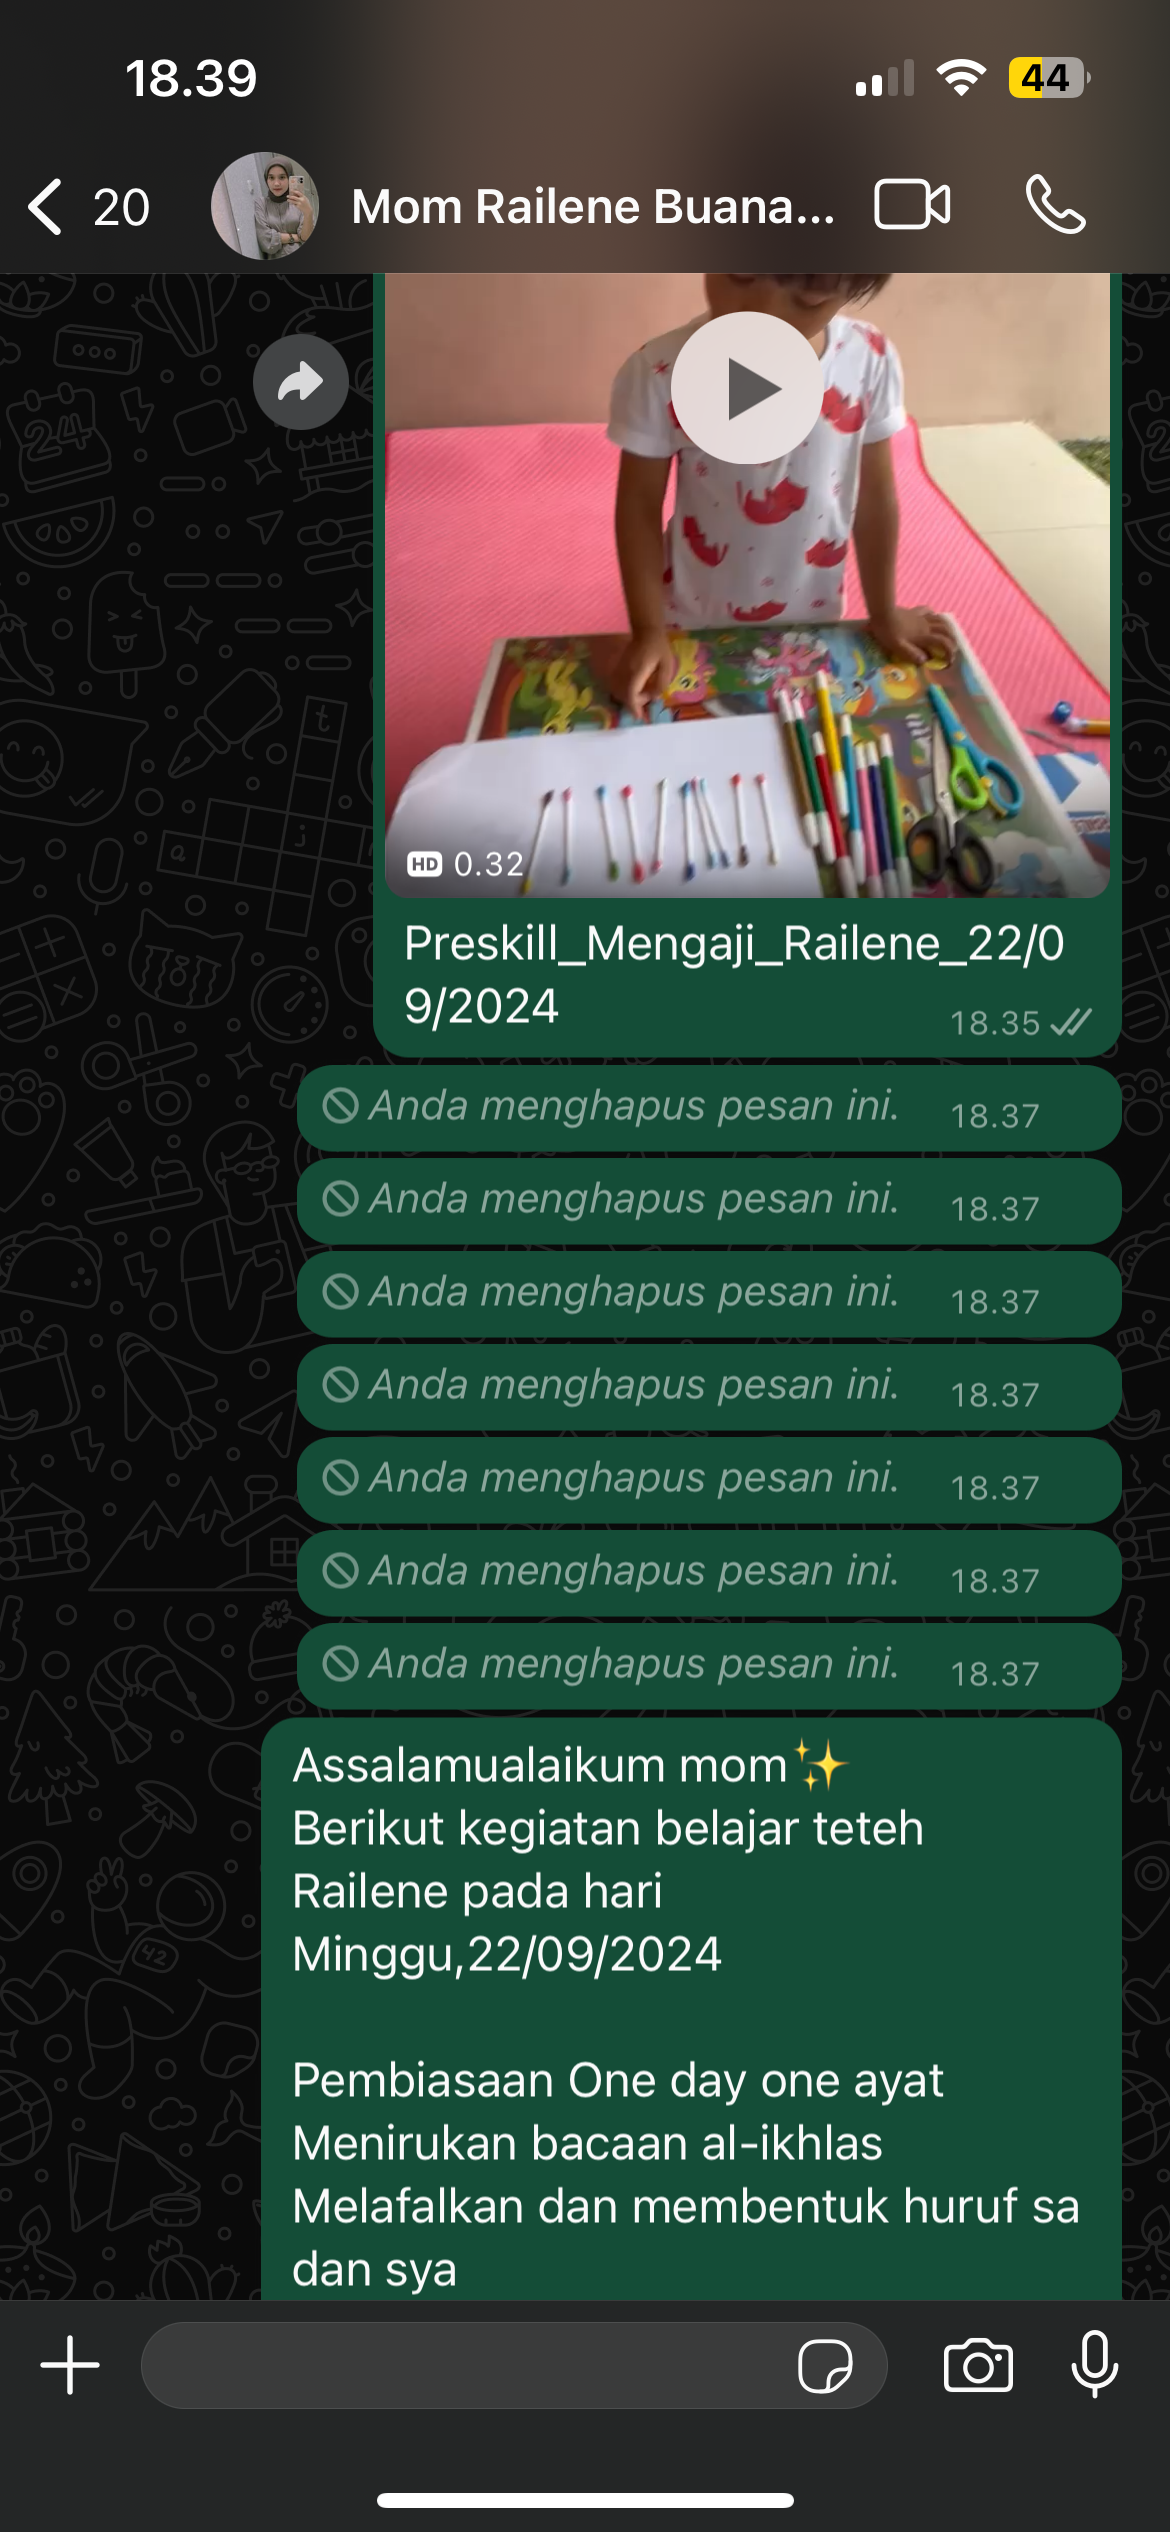 18.39
44
20
Mom Railene Buana...
HD 0.32
Preskill_Mengaji_Railene_22/0
9/2024
18.35
Anda menghapus pesan ini. 18.37
Anda menghapus pesan ini. 18.37
Anda menghapus pesan ini. 18.37
Anda menghapus pesan ini. 18.37
Anda menghapus pesan ini. 18.37
Anda menghapus pesan ini. 18.37
Anda menghapus pesan ini. 18.37
Assalamualaikum mom✨
Berikut kegiatan belajar teteh
Railene pada hari
Minggu,22/09/2024
Pembiasaan One day one ayat
Menirukan bacaan al-ikhlas
Melafalkan dan membentuk huruf sa
dan sya